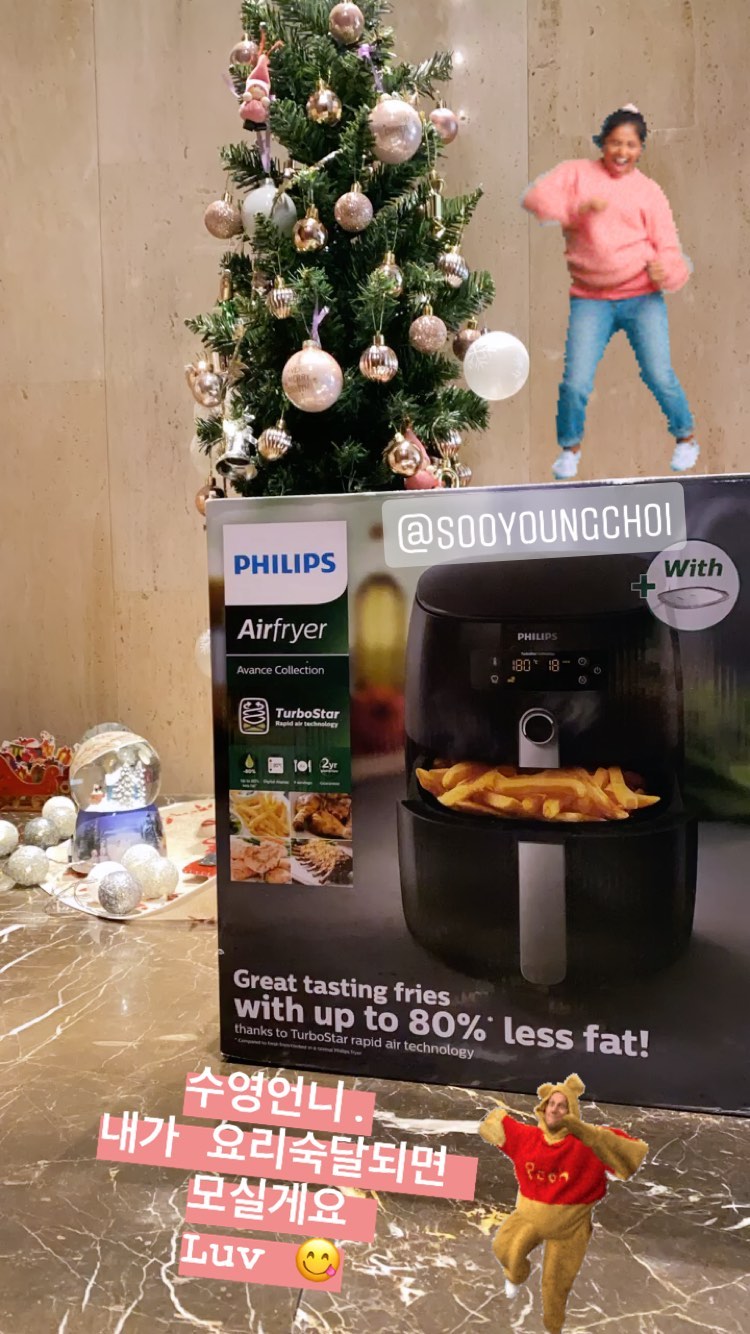 @SOOYOUNGCHOI
PHILIPS
Airfryer
Avance Collection
TurboStar
Rapid air technology
2yr
With
+
PHILIPS
180 18
Great tasting fries
with up to 80%* less fat!
thanks to TurboStar rapid air technology
수영언니.
내가 요리숙달되면
모실게요
Luv 😋
Pooh